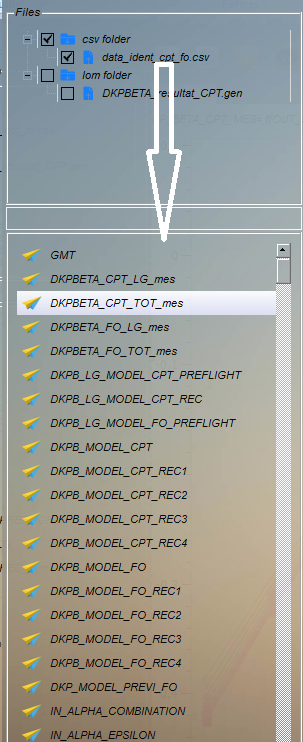 Files
csv folder
data_ident_cpt_fo.csv
lom folder
DKPBETA_resultat_CPT.gen
GMT
DKPBETA_CPT_LG_mes
DKPBETA_CPT_TOT_mes
DKPBETA_FO_LG_mes
DKPBETA_FO_TOT_mes
DKPB_LG_MODEL_CPT_PREFLIGHT
DKPB_LG_MODEL_CPT_REC
DKPB_LG_MODEL_FO_PREFLIGHT
DKPB_MODEL_CPT
DKPB_MODEL_CPT_REC1
DKPB_MODEL_CPT_REC2
DKPB_MODEL_CPT_REC3
DKPB_MODEL_CPT_REC4
DKPB_MODEL_FO
DKPB_MODEL_FO_REC1
DKPB_MODEL_FO_REC2
DKPB_MODEL_FO_REC3
DKPB_MODEL_FO_REC4
DKP_MODEL_PREVI_FO
IN_ALPHA_COMBINATION
IN_ALPHA_EPSILON